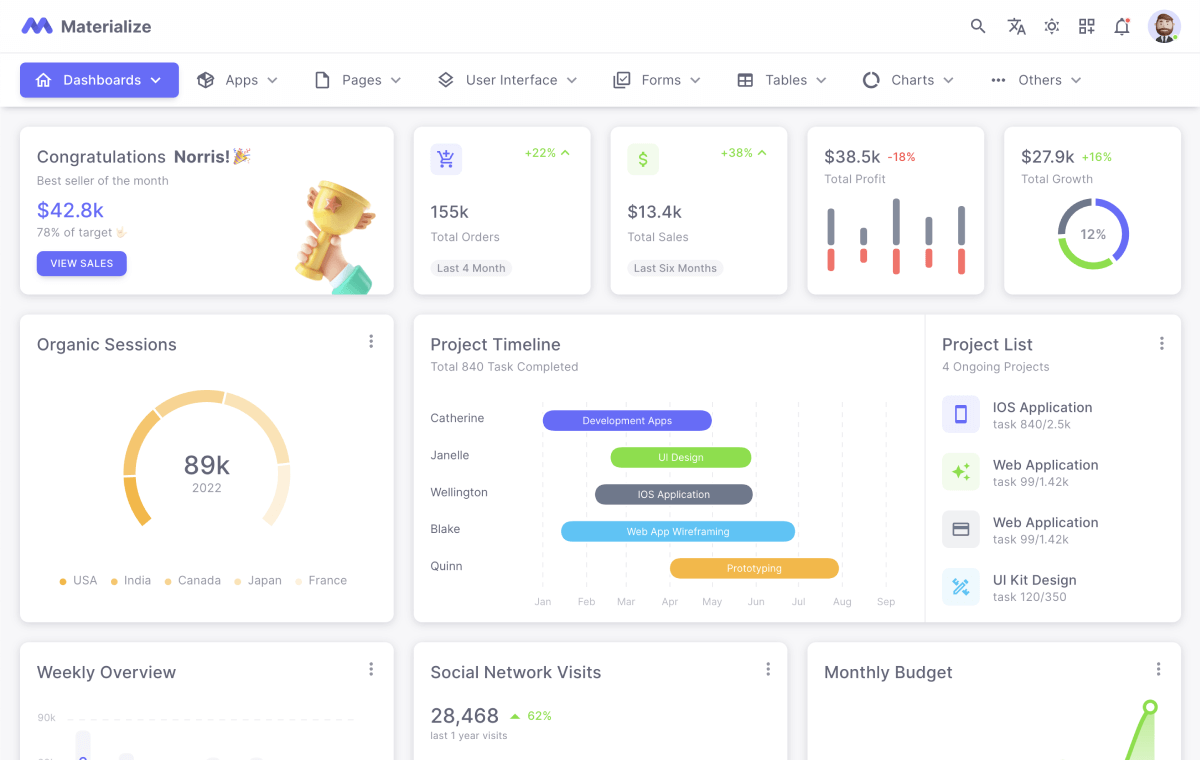 Materialize
Dashboards
Apps
Pages
User Interface
Forms
Tables
Charts
Others
Congratulations Norris!🎉
Best seller of the month
$42.8k
78% of target 🤟🏻
VIEW SALES
+22%
155k
Total Orders
Last 4 Month
+38%
$
$13.4k
Total Sales
Last Six Months
$38.5k -18%
Total Profit
$27.9k +16%
Total Growth
12%
Organic Sessions
89k
2022
USA
India
Canada
Japan
France
Project Timeline
Total 840 Task Completed
Catherine
Development Apps
Janelle
UI Design
Wellington
IOS Application
Blake
Web App Wireframing
Quinn
Prototyping
Jan Feb Mar Apr May Jun Jul Aug Sep
Project List
4 Ongoing Projects
IOS Application
task 840/2.5k
Web Application
task 99/1.42k
Web Application
task 99/1.42k
UI Kit Design
task 120/350
Weekly Overview
90k
Social Network Visits
28,468 62%
last 1 year visits
Monthly Budget